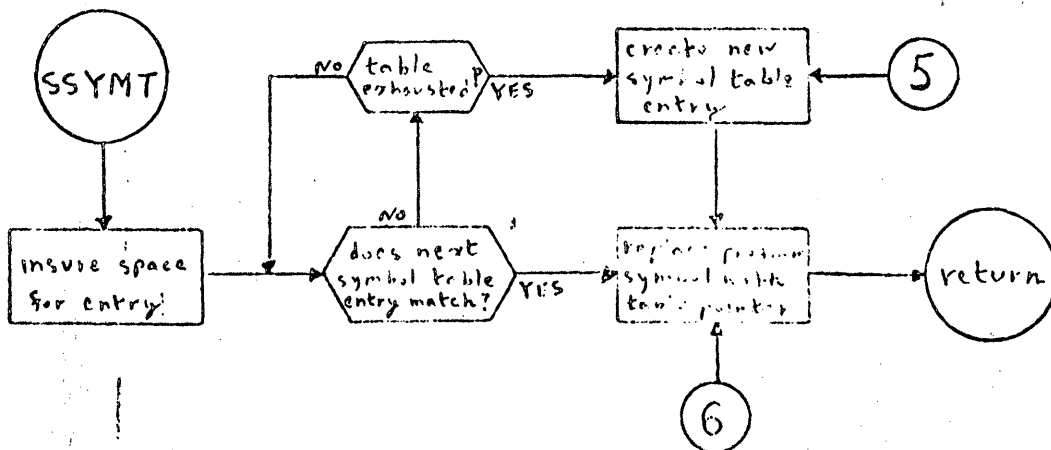 SSYMT
NO
table
exhausted?
YES
create new
symbol table
entry
5
NO
insure space
for entry
does next
symbol table
entry match?
YES
replace
symbol with
pointer
return
6